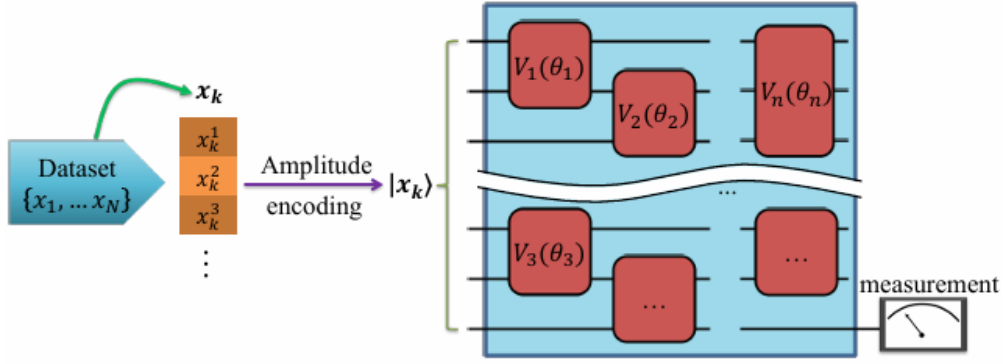 x_k
Dataset
{x_1, … x_N}
x_k^1
x_k^2
x_k^3
⋮
Amplitude
encoding
|x_k⟩
V_1(θ_1)
V_2(θ_2)
V_n(θ_n)
...
V_3(θ_3)
...
...
measurement